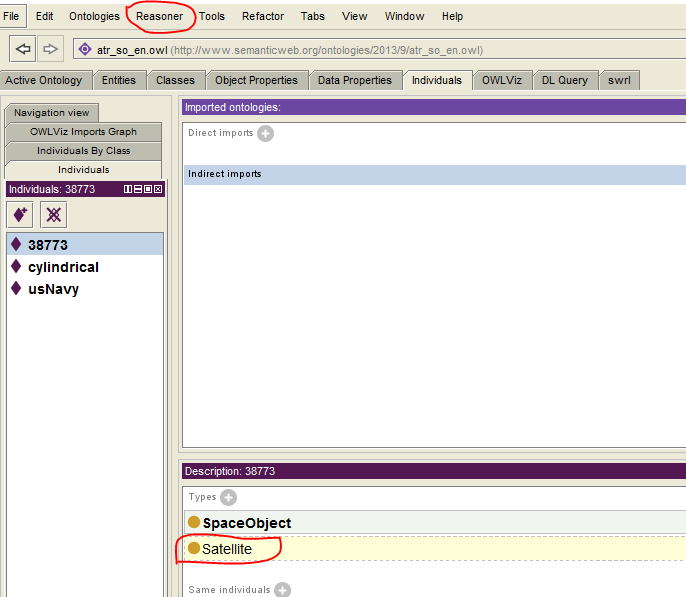 File Edit Ontologies Reasoner Tools Refactor Tabs View Window Help
atr_so_en.owl (http://www.semanticweb.org/ontologies/2013/9/atr_so_en.owl)
Active Ontology Entities Classes Object Properties Data Properties Individuals OWLViz DL Query swrl
Navigation view
OWLViz Imports Graph
Individuals By Class
Individuals
Individuals: 38773
38773
cylindrical
usNavy
Imported ontologies:
Direct imports
Indirect imports
Description: 38773
Types
SpaceObject
Satellite
Same individuals